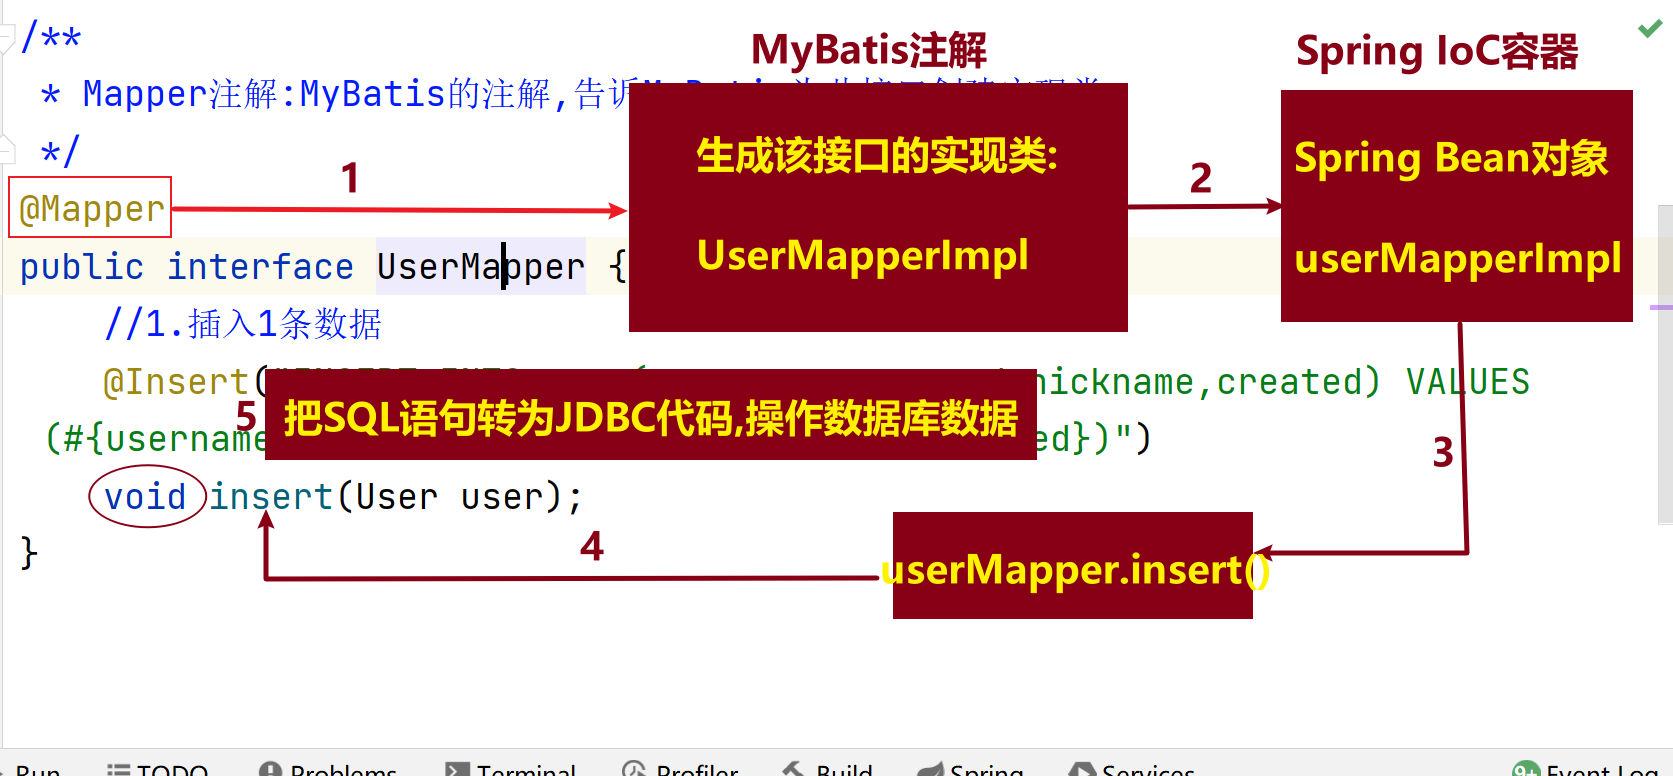 MyBatis注解
Spring IoC容器
/**
* Mapper注解:MyBatis的注解,告诉
*/
1
生成该接口的实现类:
2
Spring Bean对象
@Mapper
UserMapperImpl
userMapperImpl
public interface UserMapper {
//1.插入1条数据
@Insert( nickname,created) VALUES
5
把SQL语句转为JDBC代码,操作数据库数据
(#{username ed})")
3
void insert(User user);
4
userMapper.insert()
}
Run TODO Problems Terminal Profiler Build Spring Services 9+ Event Log